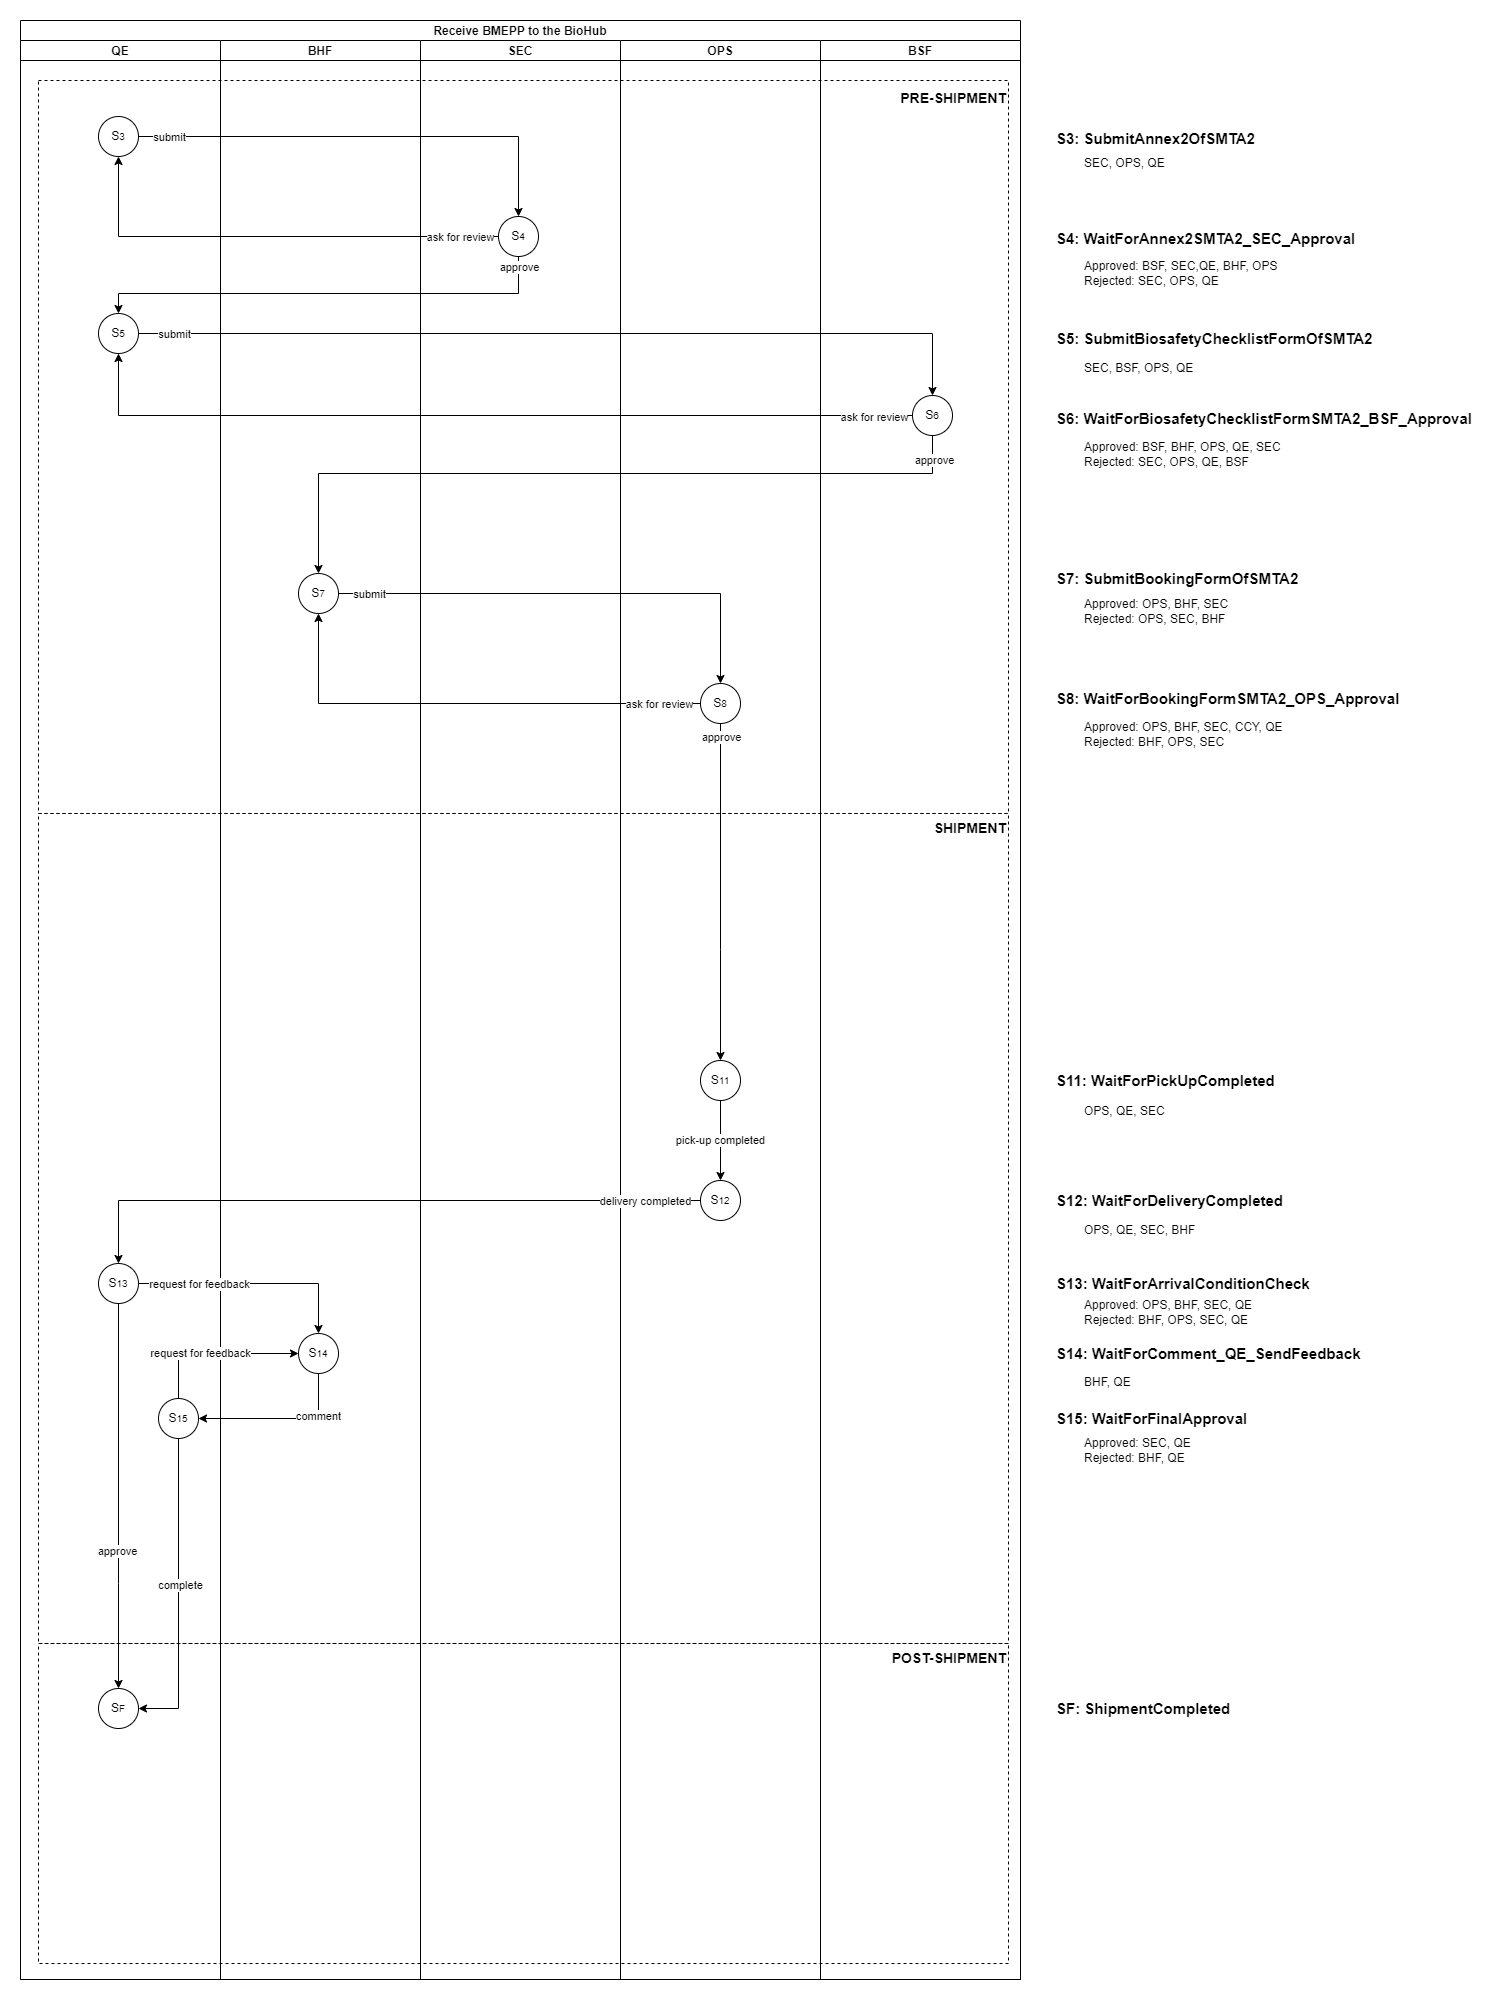 Receive BMEPP to the BioHub
QE
BHF
SEC
OPS
BSF
PRE-SHIPMENT
S3
submit
S3: SubmitAnnex2OfSMTA2
SEC, OPS, QE
ask for review
S4
approve
S4: WaitForAnnex2SMTA2_SEC_Approval
Approved: BSF, SEC,QE, BHF, OPS
Rejected: SEC, OPS, QE
S5
submit
S5: SubmitBiosafetyChecklistFormOfSMTA2
SEC, BSF, OPS, QE
ask for review
S6
approve
S6: WaitForBiosafetyChecklistFormSMTA2_BSF_Approval
Approved: BSF, BHF, OPS, QE, SEC
Rejected: SEC, OPS, QE, BSF
S7
submit
S7: SubmitBookingFormOfSMTA2
Approved: OPS, BHF, SEC
Rejected: OPS, SEC, BHF
ask for review
S8
approve
S8: WaitForBookingFormSMTA2_OPS_Approval
Approved: OPS, BHF, SEC, CCY, QE
Rejected: BHF, OPS, SEC
SHIPMENT
S11
S11: WaitForPickUpCompleted
OPS, QE, SEC
pick-up completed
delivery completed
S12
S12: WaitForDeliveryCompleted
OPS, QE, SEC, BHF
S13
request for feedback
S13: WaitForArrivalConditionCheck
Approved: OPS, BHF, SEC, QE
Rejected: BHF, OPS, SEC, QE
request for feedback
S14
S14: WaitForComment_QE_SendFeedback
BHF, QE
S15
comment
S15: WaitForFinalApproval
Approved: SEC, QE
Rejected: BHF, QE
approve
complete
POST-SHIPMENT
SF
SF: ShipmentCompleted